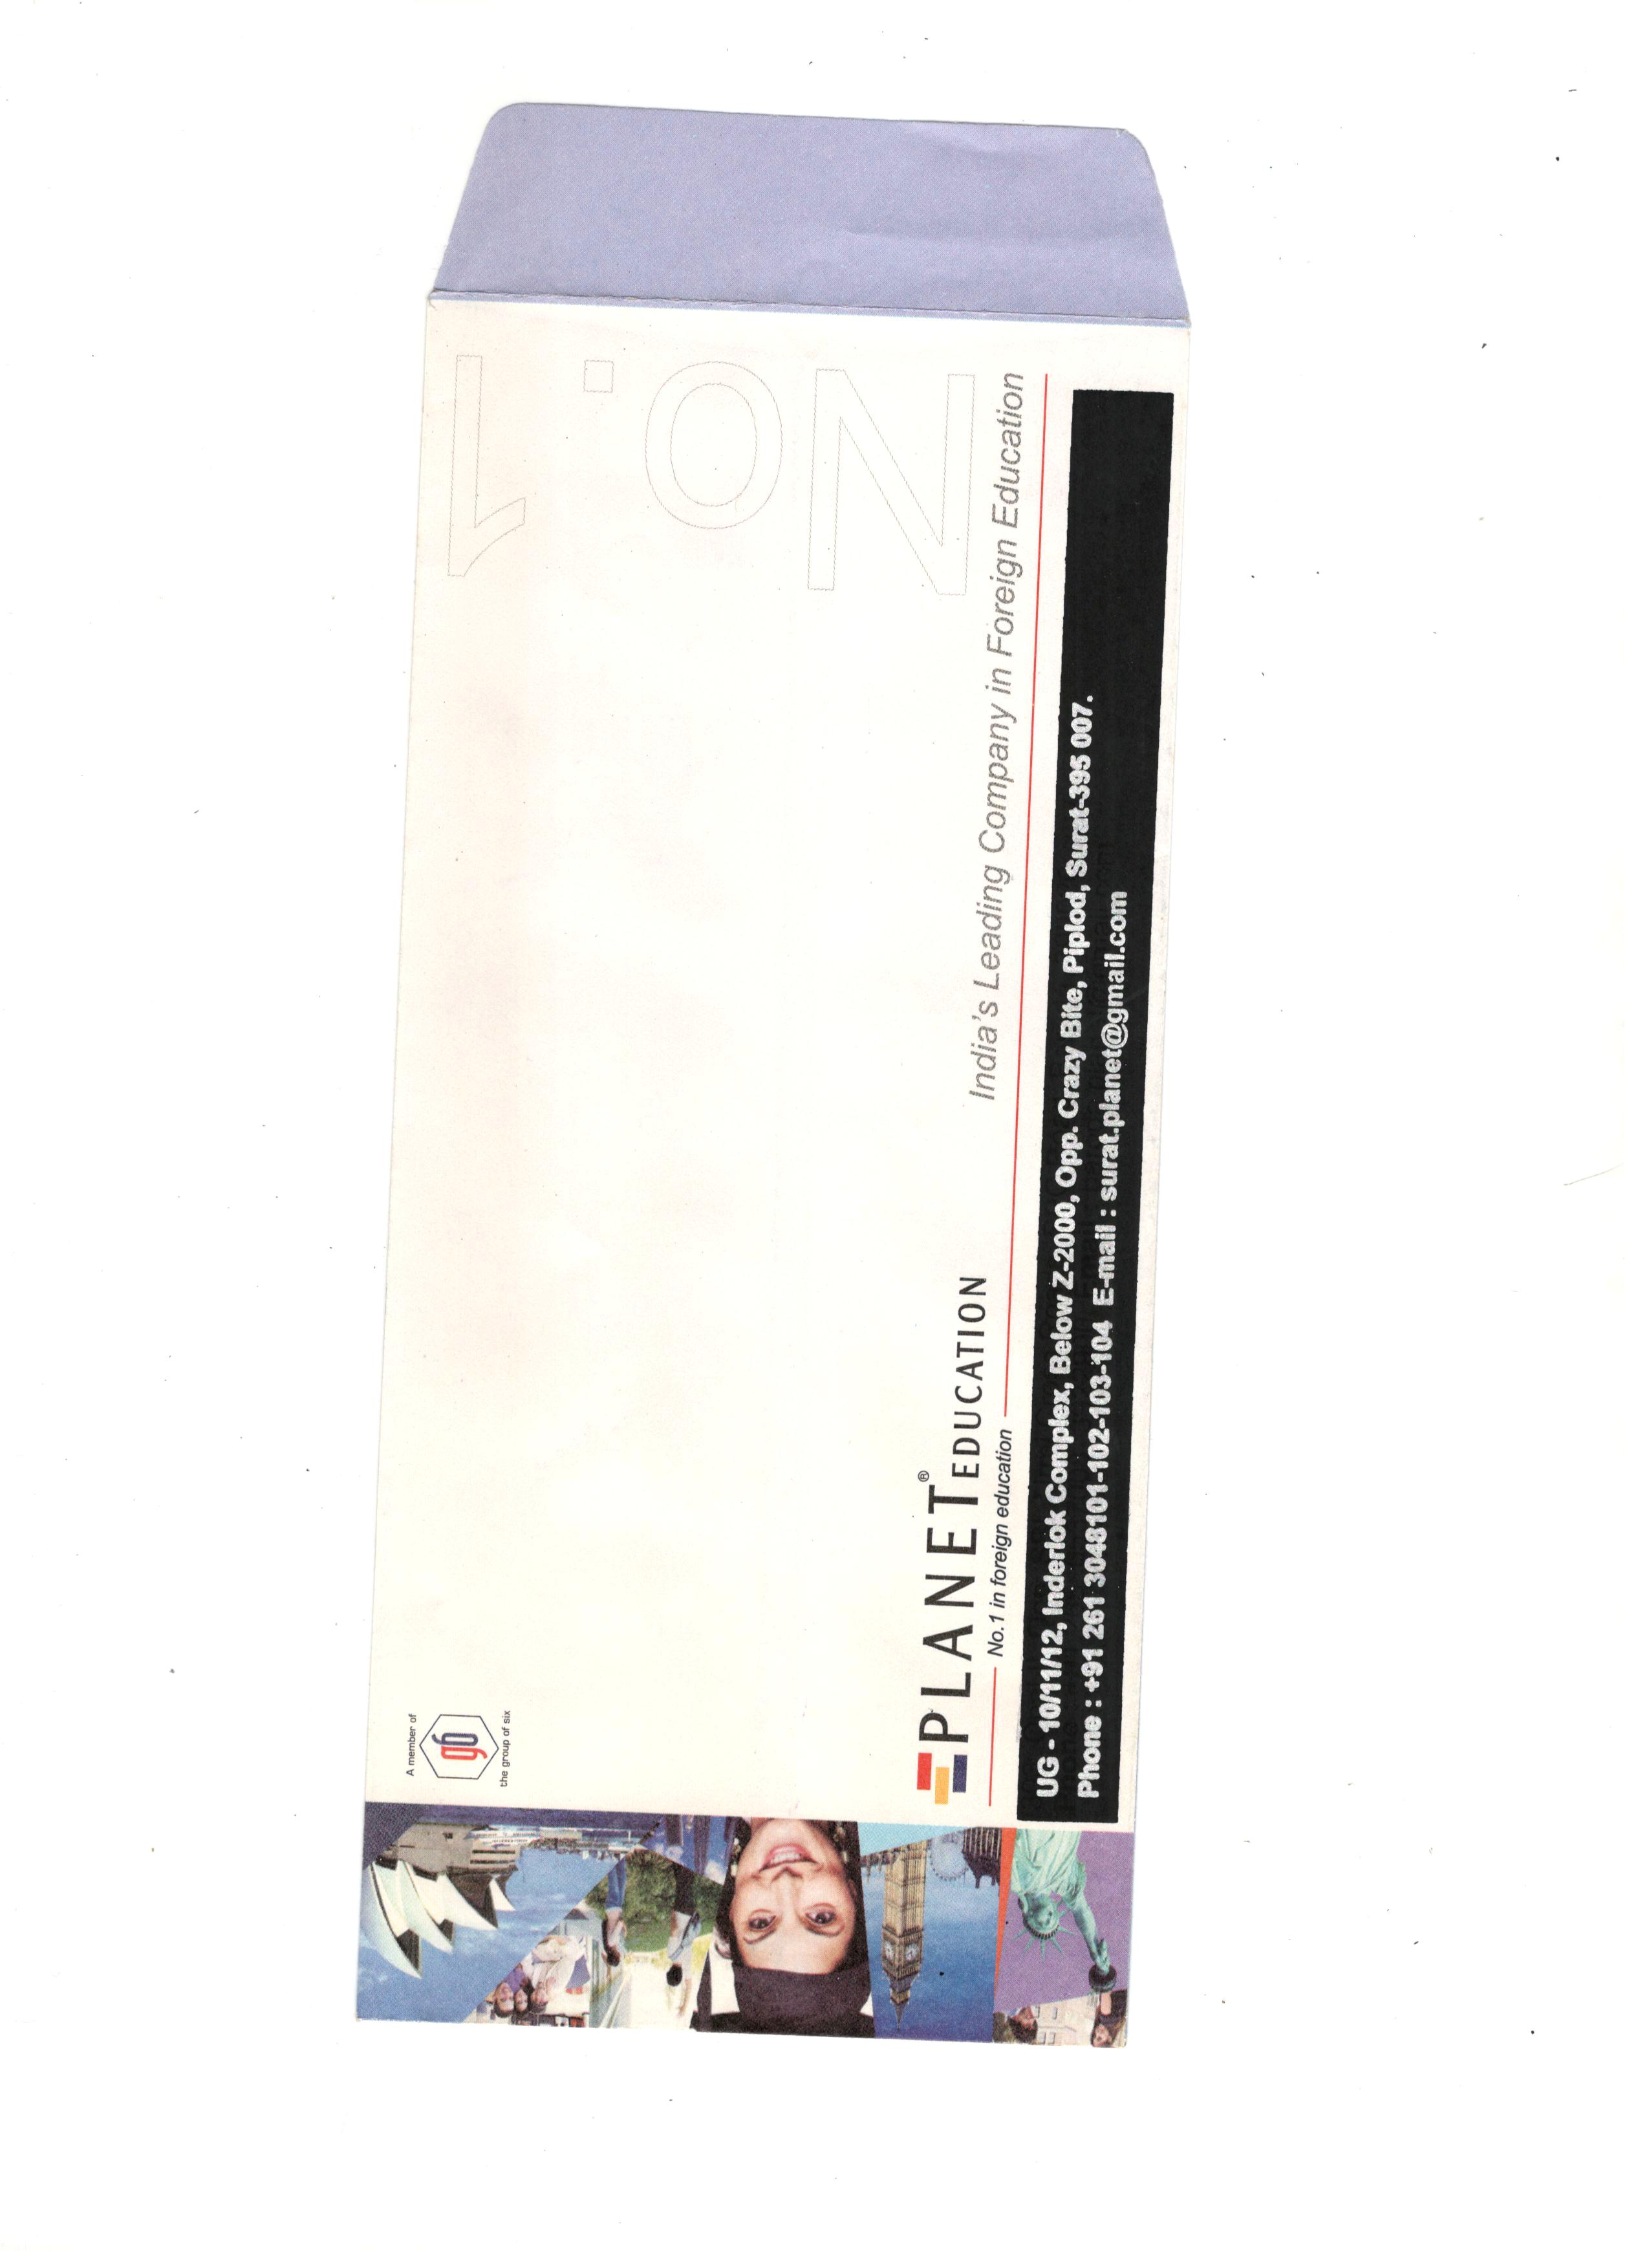 A member of
g6
the group of six
No.1
PLANET® EDUCATION
No.1 in foreign education
India's Leading Company in Foreign Education
UG - 10/11/12, Inderlok Complex, Below Z-2000, Opp. Crazy Bite, Piplod, Surat-395 007.
Phone : +91 261 3048101-102-103-104 E-mail : surat.planet@gmail.com